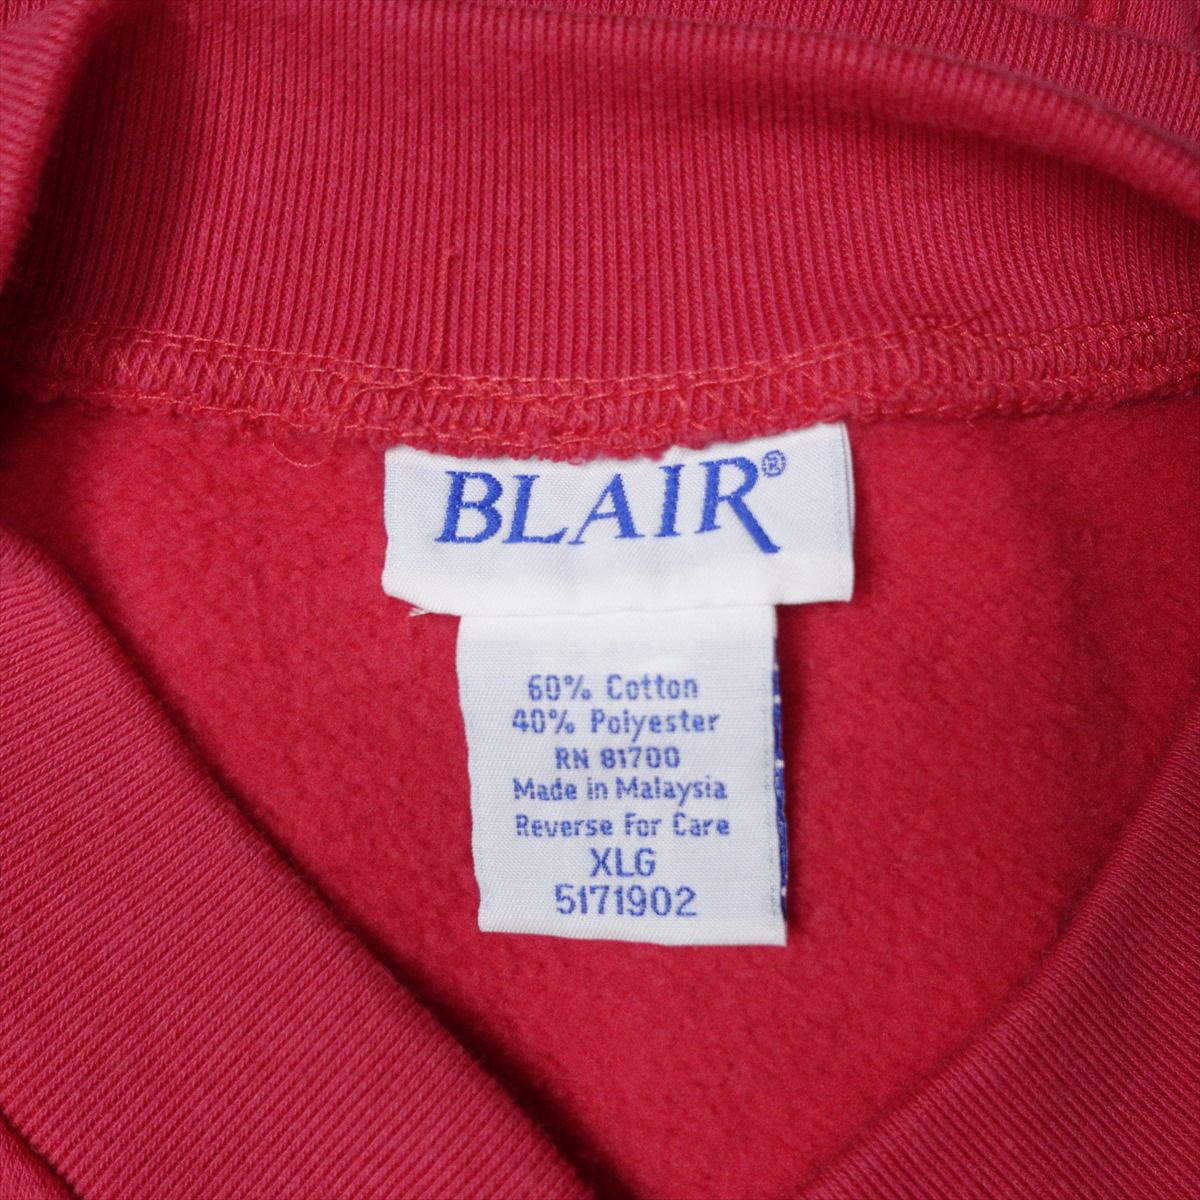 BLAIR®
60% Cotton
40% Polyester
RN 81700
Made in Malaysia
Reverse For Care
XLG
5171902